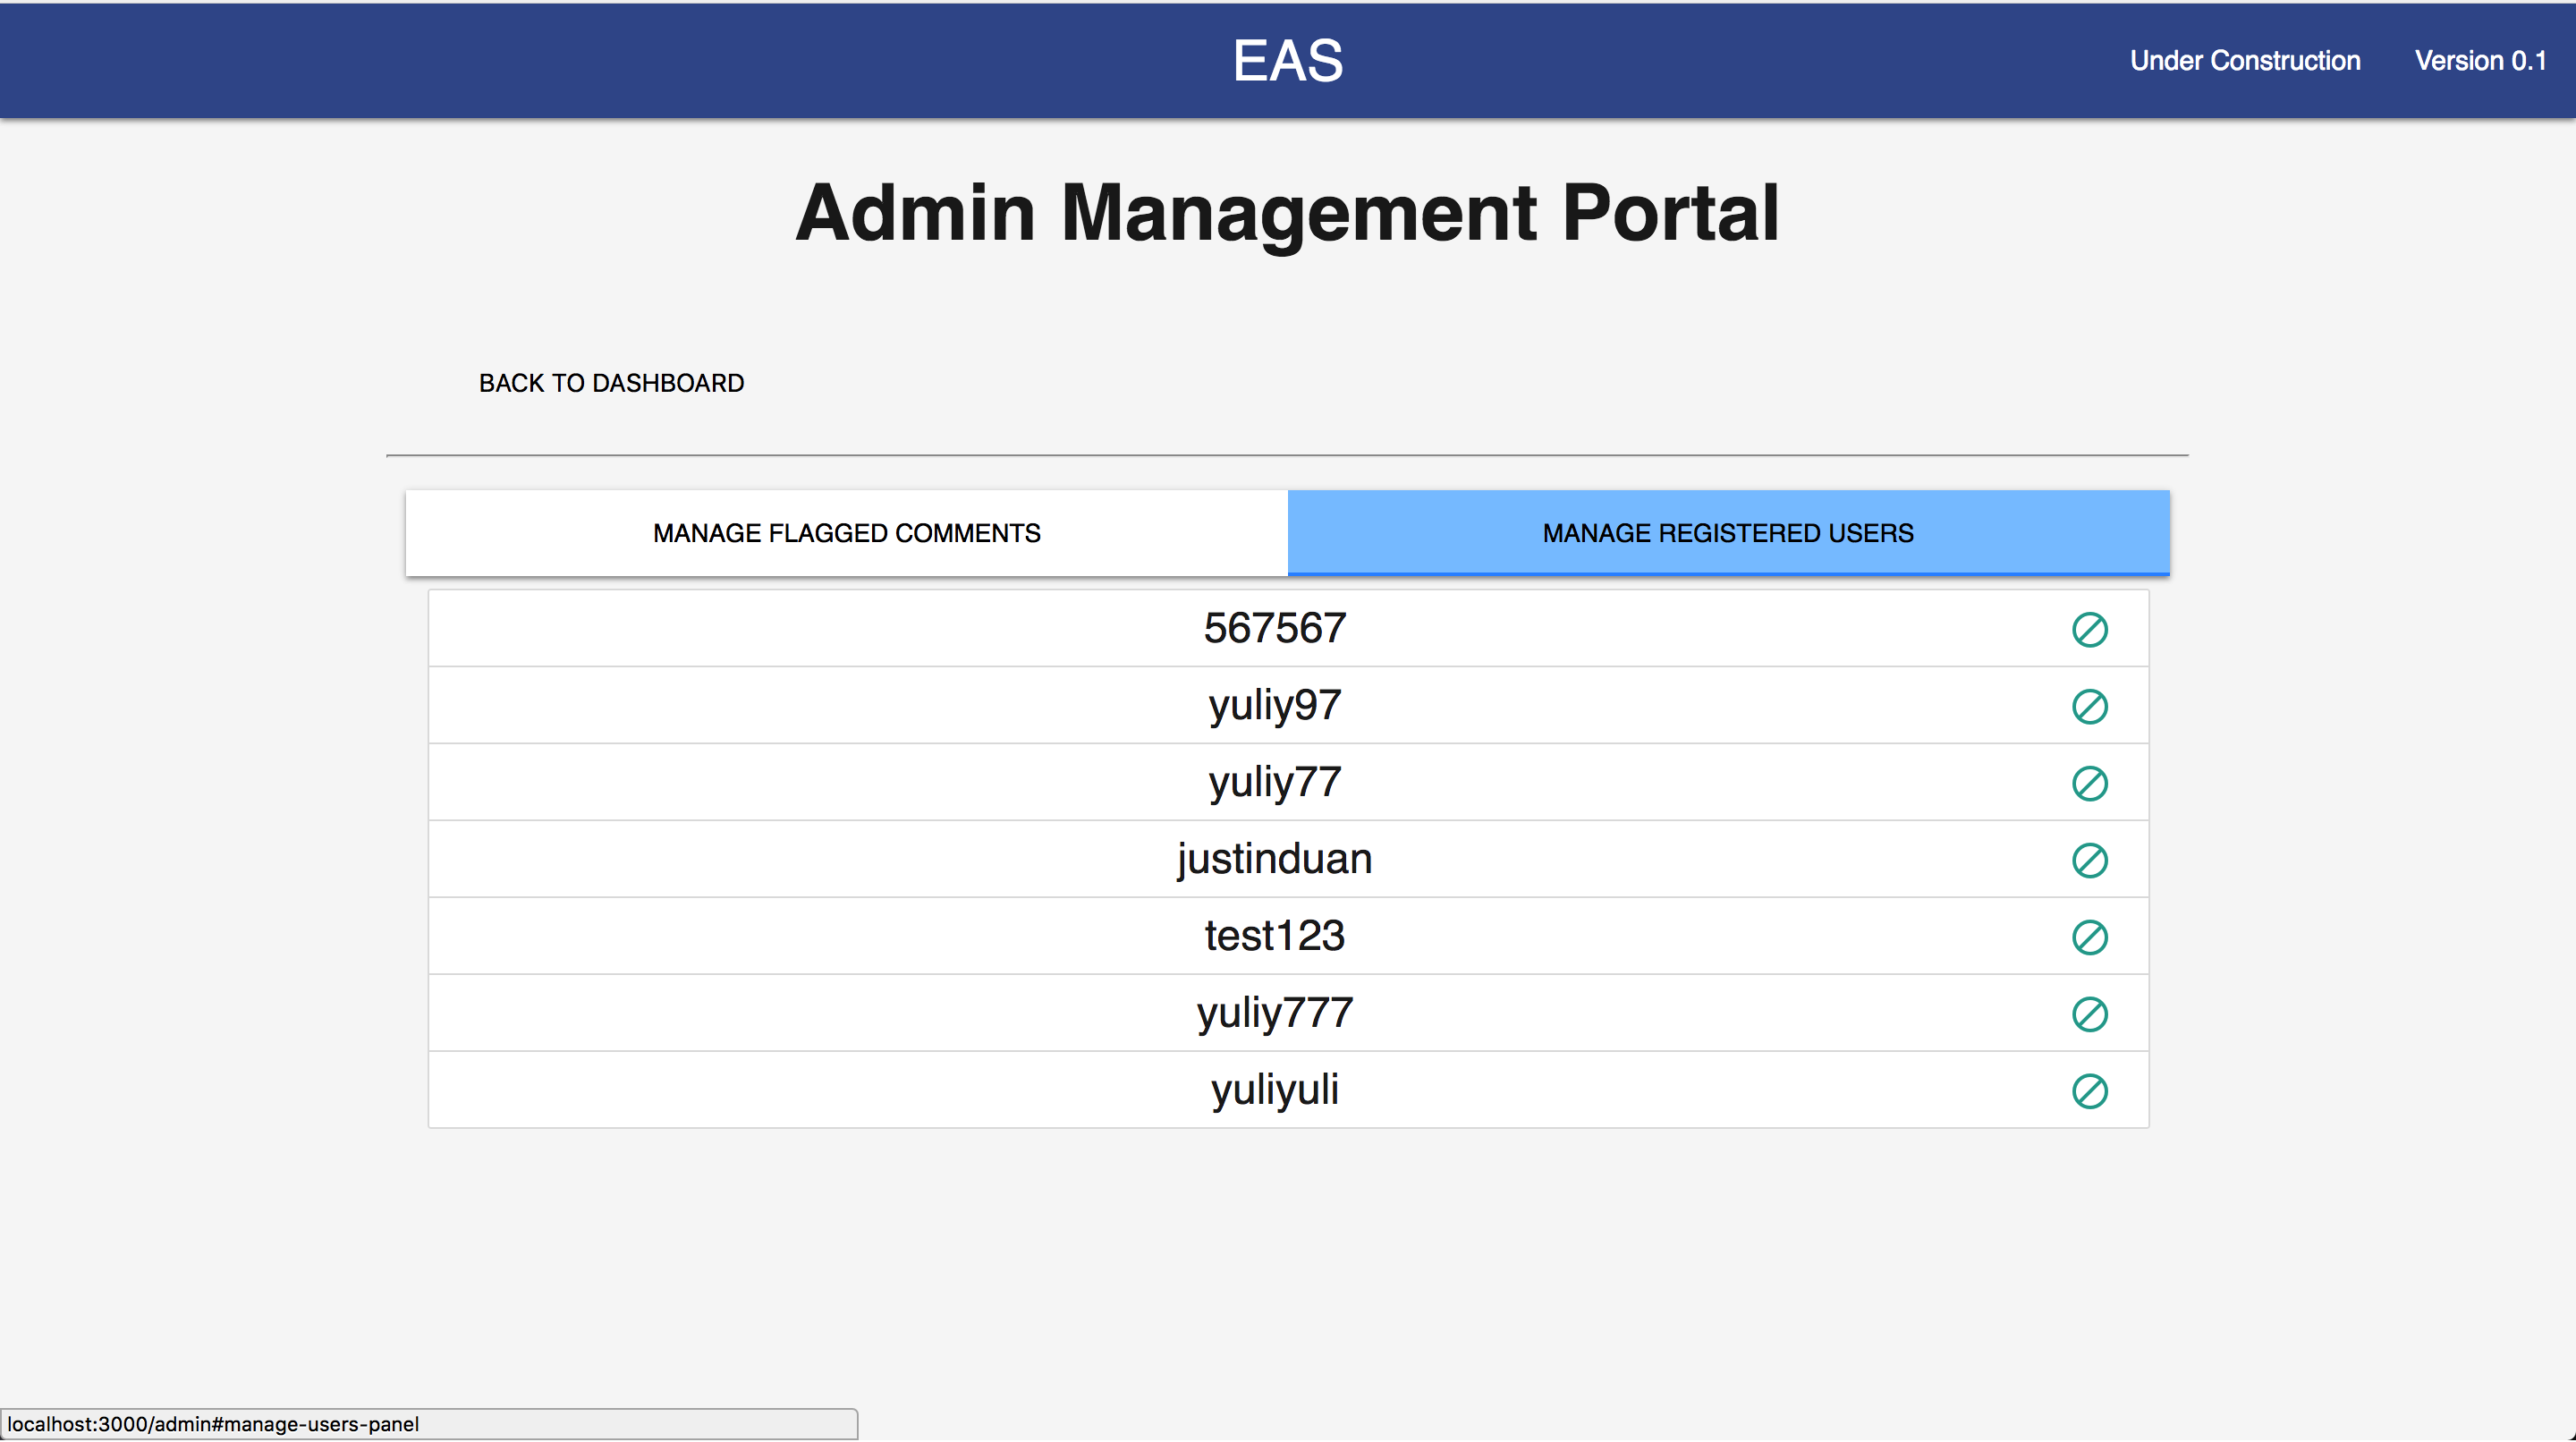 EAS
Under Construction Version 0.1
Admin Management Portal
BACK TO DASHBOARD
MANAGE FLAGGED COMMENTS MANAGE REGISTERED USERS
567567
yuliy97
yuliy77
justinduan
test123
yuliy777
yuliyuli
localhost:3000/admin#manage-users-panel